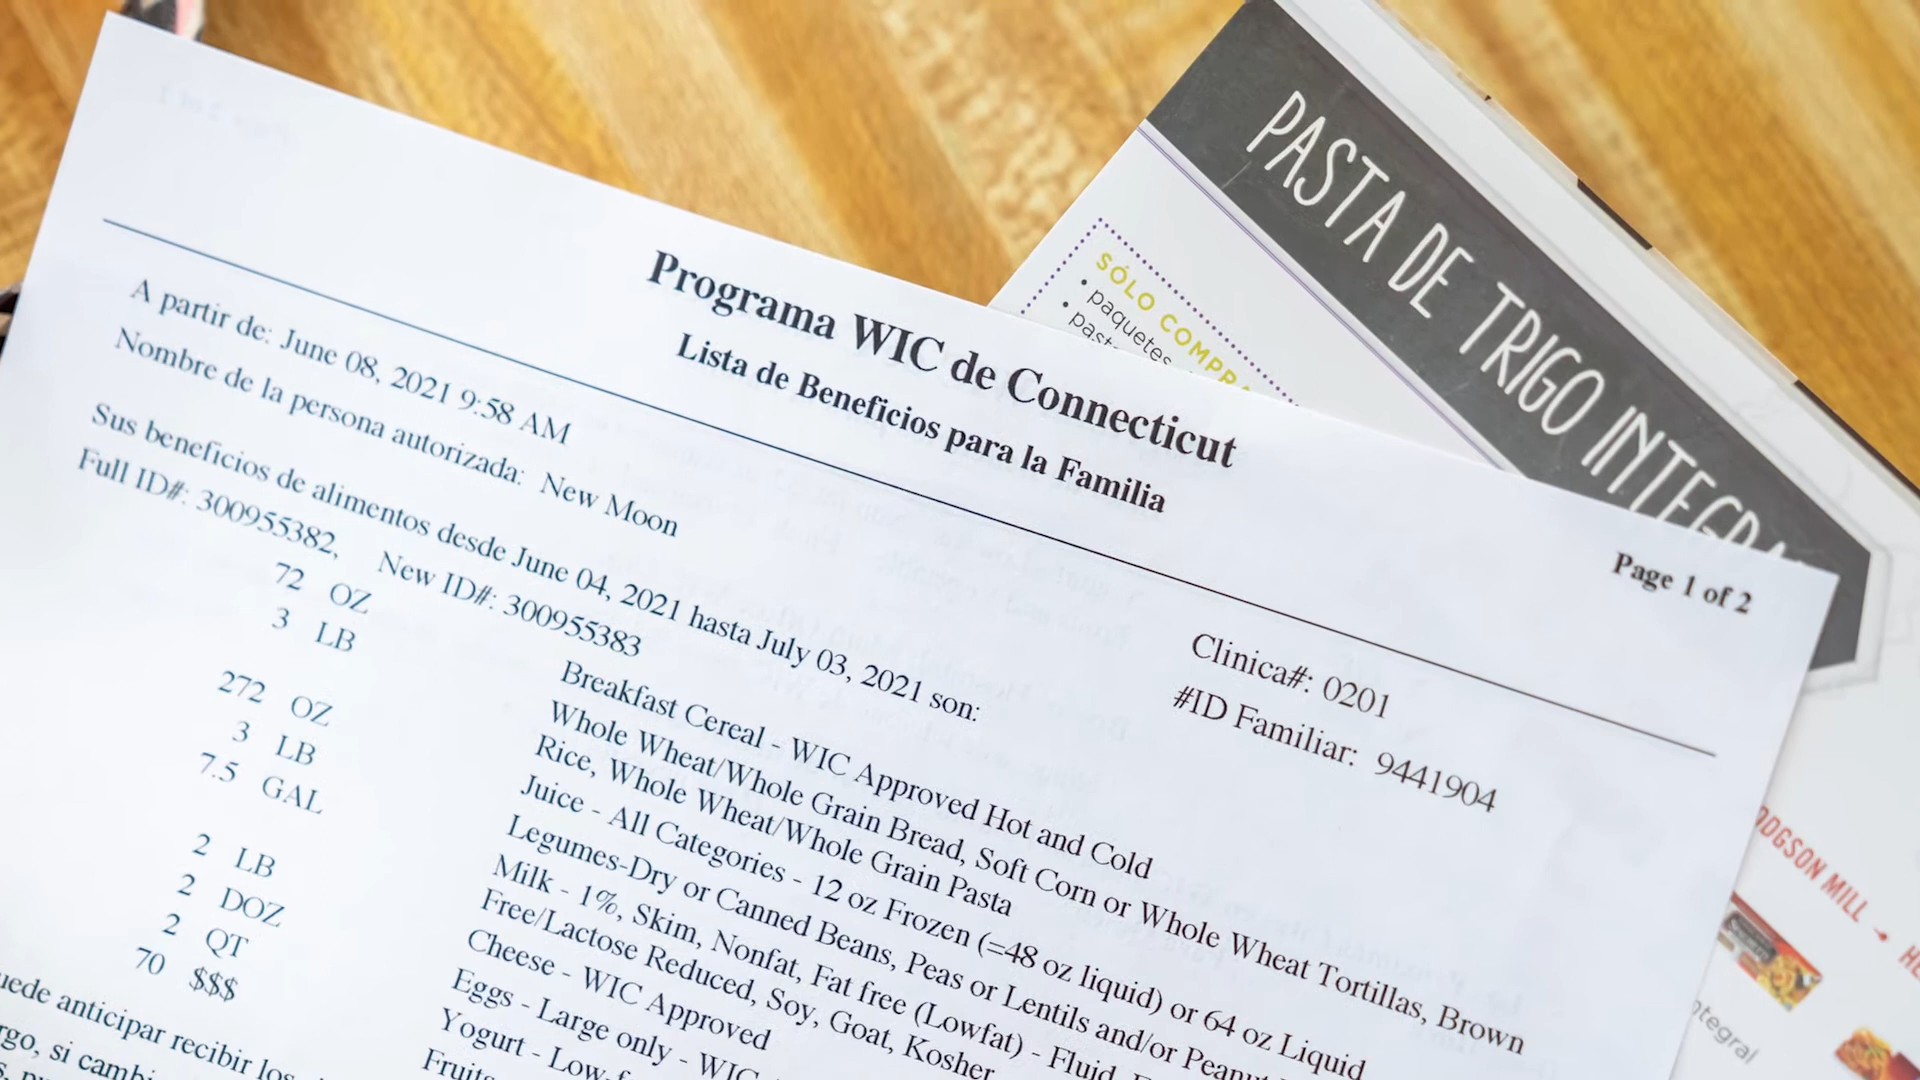 Programa WIC de Connecticut
Lista de Beneficios para la Familia
Page 1 of 2
A partir de: June 08, 2021 9:58 AM
Nombre de la persona autorizada: New Moon
Clinica#: 0201
#ID Familiar: 9441904
Sus beneficios de alimentos desde June 04, 2021 hasta July 03, 2021 son:
Full ID#: 300955382, New ID#: 300955383
72 OZ Breakfast Cereal - WIC Approved Hot and Cold
3 LB Whole Wheat/Whole Grain Bread, Soft Corn or Whole Wheat Tortillas, Brown
Rice, Whole Wheat/Whole Grain Pasta
272 OZ Juice - All Categories - 12 oz Frozen (=48 oz liquid) or 64 oz Liquid
3 LB Legumes-Dry or Canned Beans, Peas or Lentils and/or Peanut
7.5 GAL Milk - 1%, Skim, Nonfat, Fat free (Lowfat) - Fluid,
Free/Lactose Reduced, Soy, Goat, Kosher
2 LB Cheese - WIC Approved
2 DOZ Eggs - Large only - WIC
2 QT Yogurt - Low-
70 $$$ Fruits
anticipar recibir los
si cambi
PASTA DE TRIGO INTEGRA
SÓLO COMPRA
• paquetes
• past
HODGSON MILL → HE
ntegral